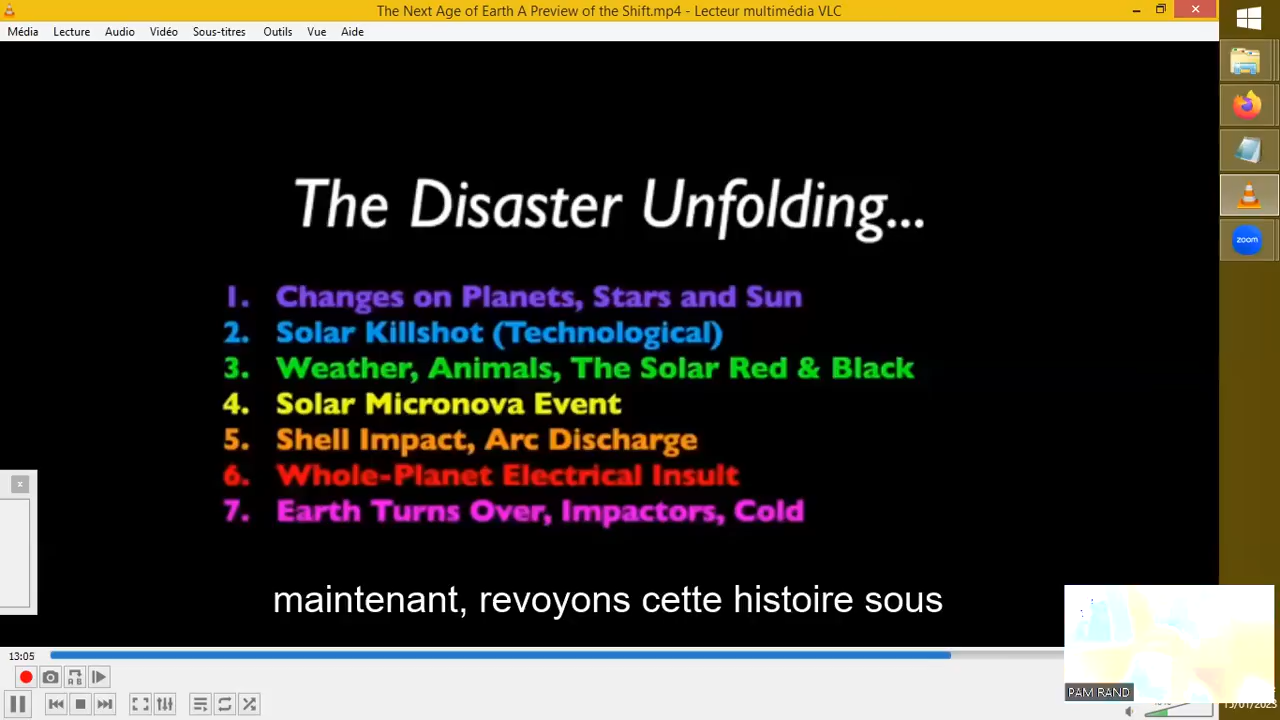 The Next Age of Earth A Preview of the Shift.mp4 - Lecteur multimédia VLC
Média Lecture Audio Vidéo Sous-titres Outils Vue Aide
The Disaster Unfolding...
1. Changes on Planets, Stars and Sun
2. Solar Killshot (Technological)
3. Weather, Animals, The Solar Red & Black
4. Solar Micronova Event
5. Shell Impact, Arc Discharge
6. Whole-Planet Electrical Insult
7. Earth Turns Over, Impactors, Cold
zoom
maintenant, revoyons cette histoire sous
13:05
PAM RAND